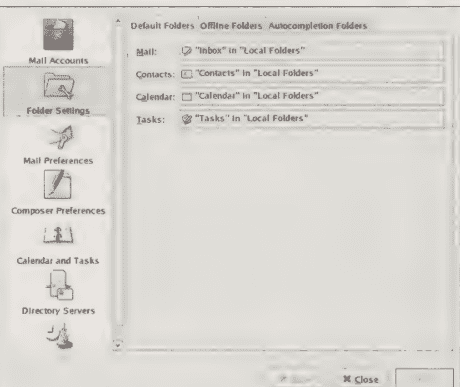 Default Folders Offline Folders Autocompletion Folders
Mail: "Inbox" in "Local Folders"
Contacts: "Contacts" in "Local Folders"
Calendar: "Calendar" in "Local Folders"
Tasks: "Tasks" in "Local Folders"
Mail Accounts
Folder Settings
Mail Preferences
Composer Preferences
Calendar and Tasks
Directory Servers
Close